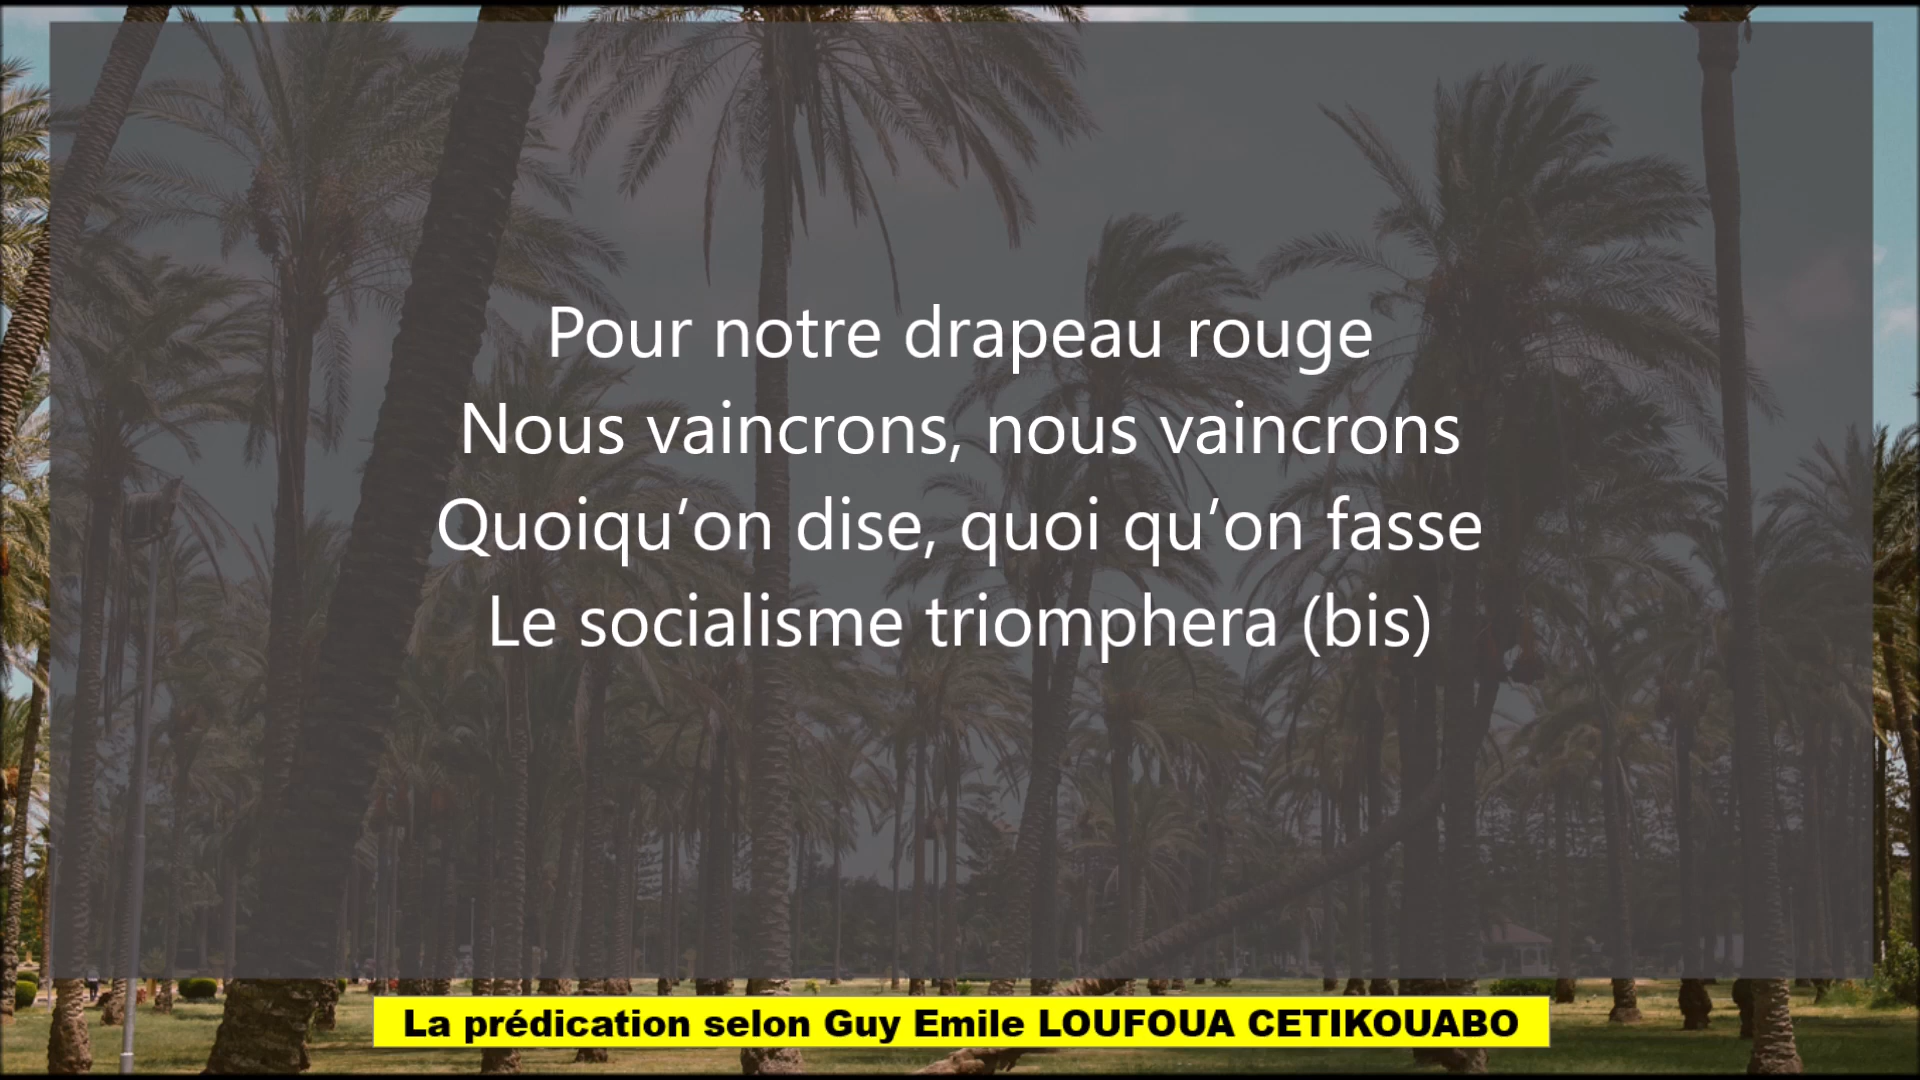 Pour notre drapeau rouge
Nous vaincrons, nous vaincrons
Quoiqu’on dise, quoi qu’on fasse
Le socialisme triomphera (bis)
La prédication selon Guy Emile LOUFOUA CETIKOUABO